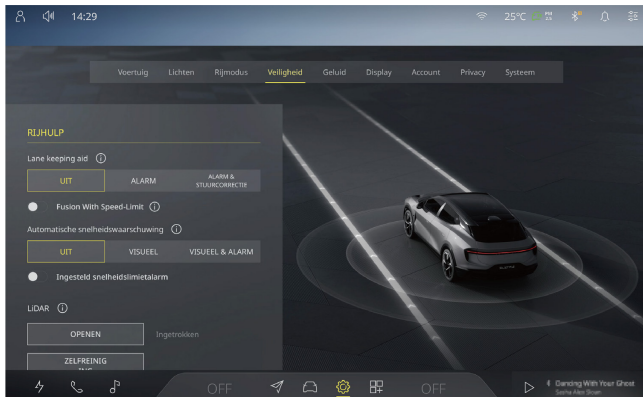 14:29
25°C
Voertuig Lichten Rijmodus Veiligheid Geluid Display Account Privacy Systeem
RIJHULP
Lane keeping aid
UIT ALARM ALARM & STUURCORRECTIE
Fusion With Speed-Limit
Automatische snelheidswaarschuwing
UIT VISUEEL VISUEEL & ALARM
Ingesteld snelheidslimietalarm
LiDAR
OPENEN Ingetrokken
ZELFREINIG
ING
OFF OFF
Dancing With Your Ghost
Sasha Alex Sloan